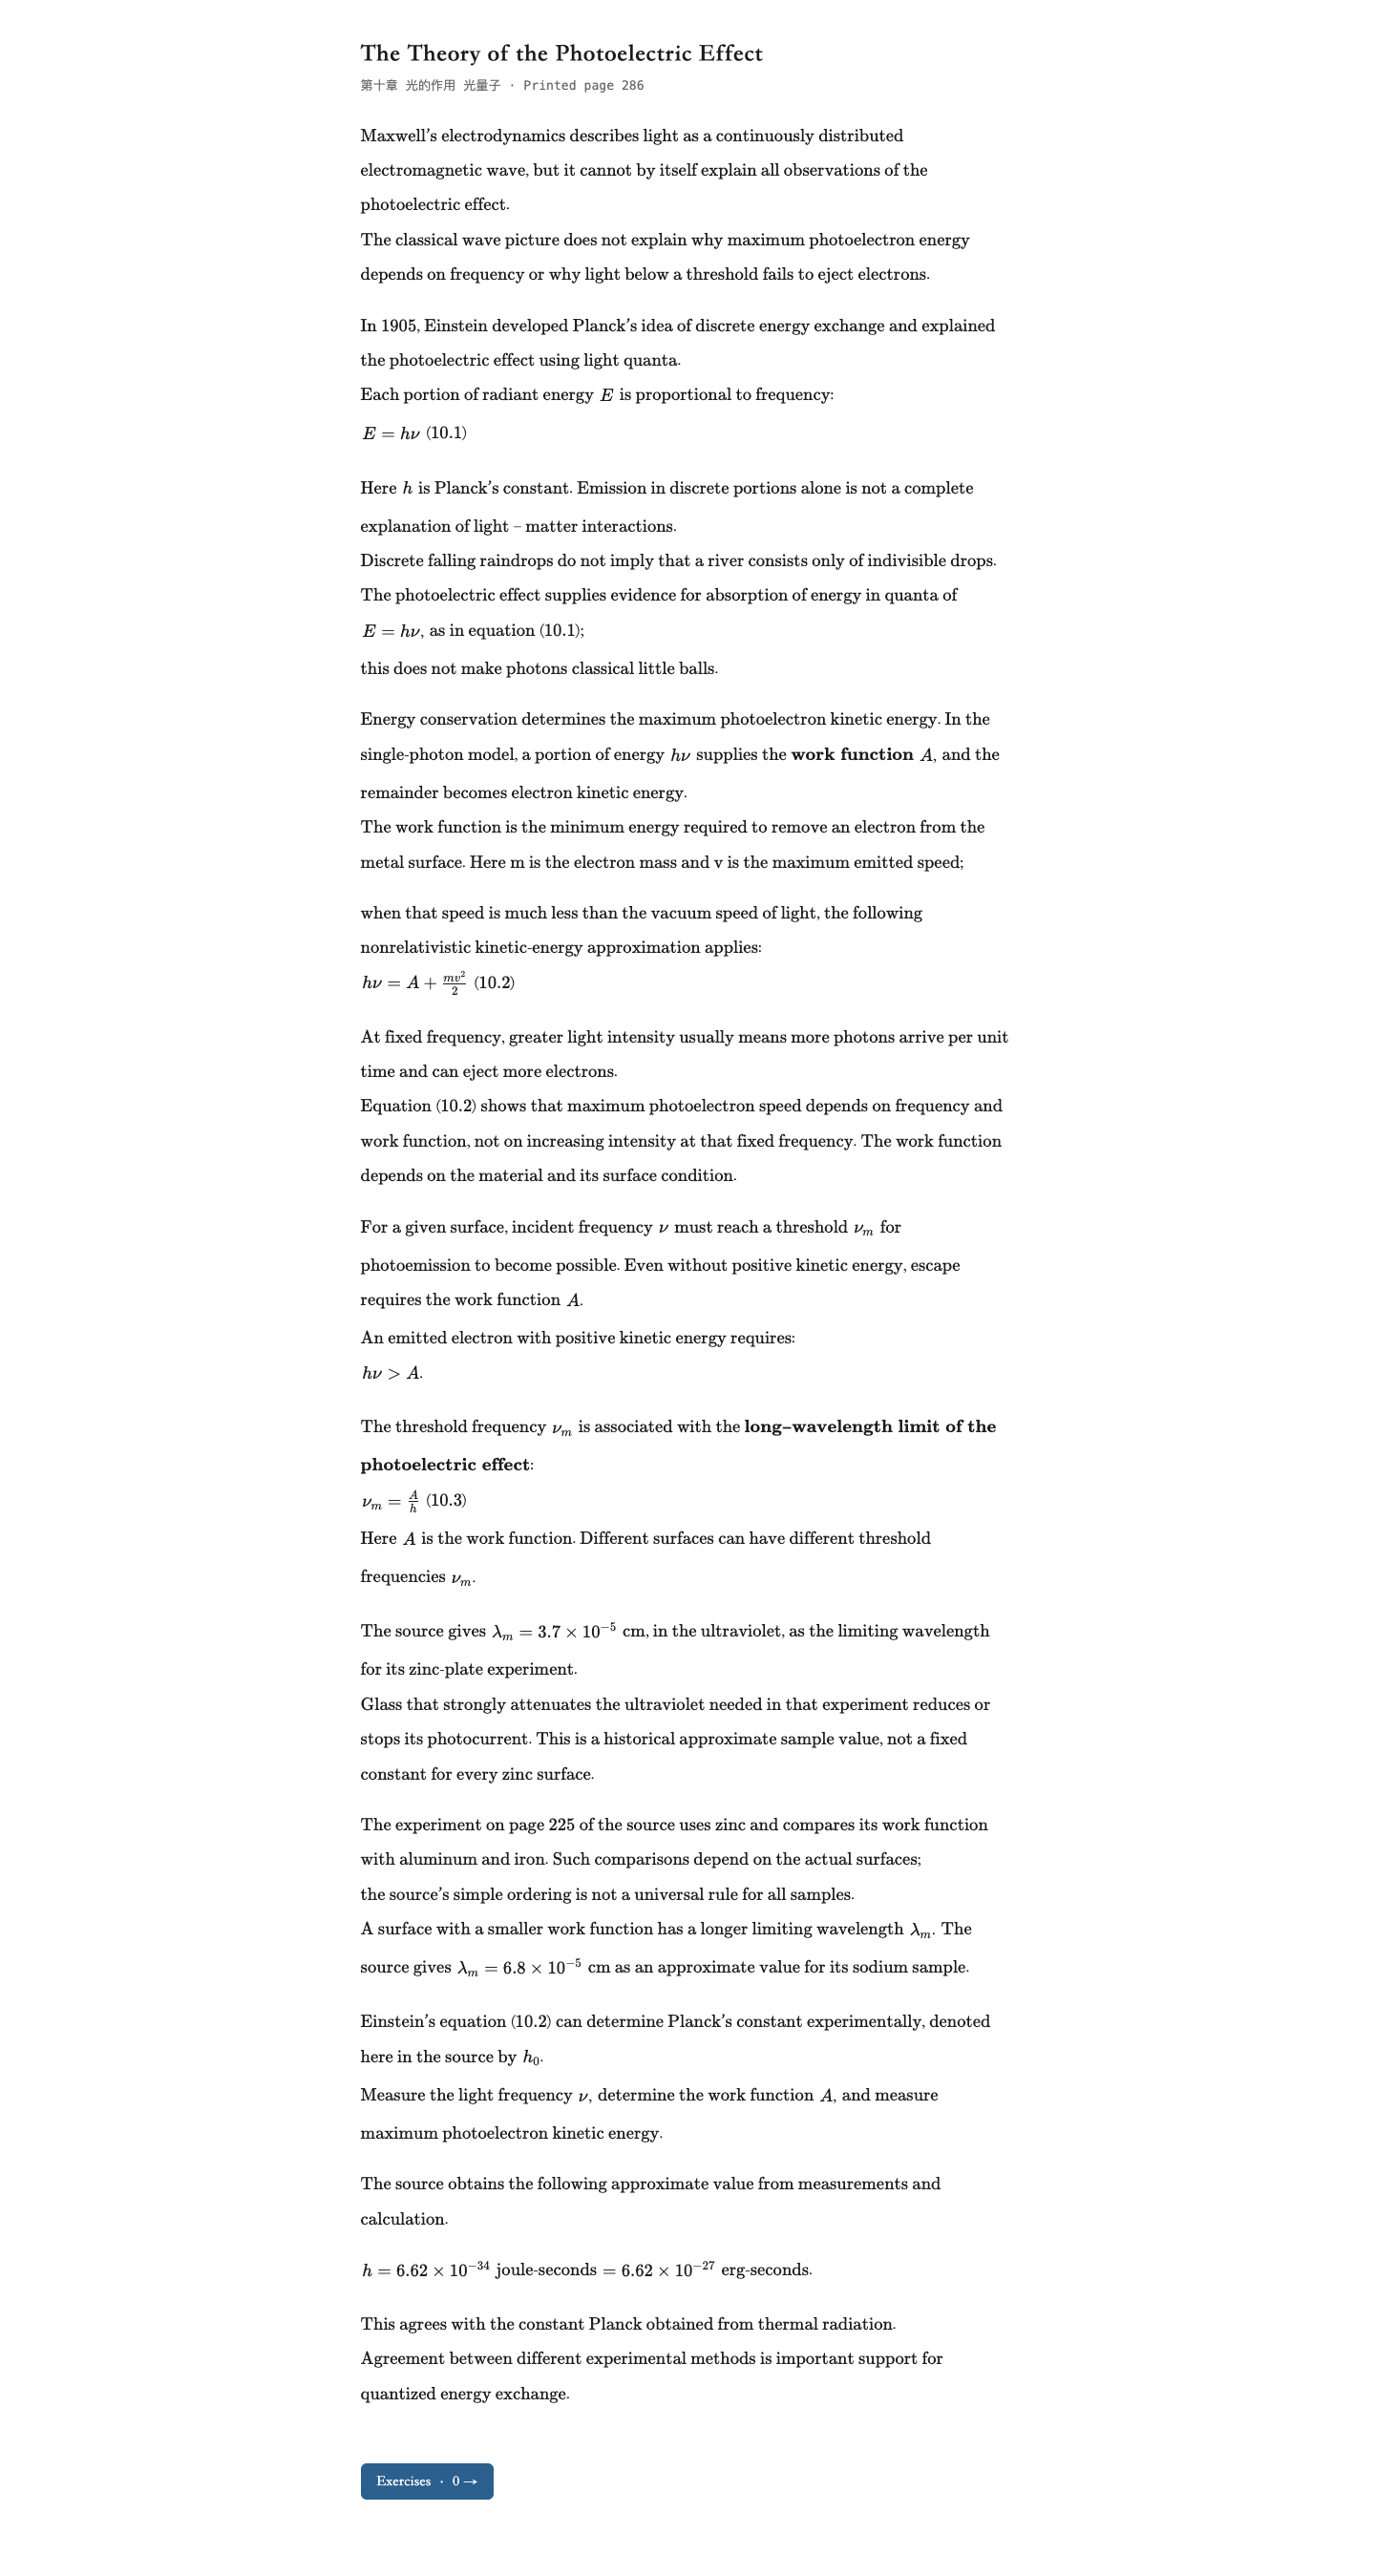 The Theory of the Photoelectric Effect
第十章 光的作用 光量子 · Printed page 286
Maxwell's electrodynamics describes light as a continuously distributed
electromagnetic wave, but it cannot by itself explain all observations of the
photoelectric effect.
The classical wave picture does not explain why maximum photoelectron energy
depends on frequency or why light below a threshold fails to eject electrons.
In 1905, Einstein developed Planck's idea of discrete energy exchange and explained
the photoelectric effect using light quanta.
Each portion of radiant energy E is proportional to frequency:
E = hν (10.1)
Here h is Planck's constant. Emission in discrete portions alone is not a complete
explanation of light – matter interactions.
Discrete falling raindrops do not imply that a river consists only of indivisible drops.
The photoelectric effect supplies evidence for absorption of energy in quanta of
E = hν, as in equation (10.1);
this does not make photons classical little balls.
Energy conservation determines the maximum photoelectron kinetic energy. In the
single-photon model, a portion of energy hν supplies the work function A, and the
remainder becomes electron kinetic energy.
The work function is the minimum energy required to remove an electron from the
metal surface. Here m is the electron mass and v is the maximum emitted speed;
when that speed is much less than the vacuum speed of light, the following
nonrelativistic kinetic-energy approximation applies:
hν = A + mv²/2 (10.2)
At fixed frequency, greater light intensity usually means more photons arrive per unit
time and can eject more electrons.
Equation (10.2) shows that maximum photoelectron speed depends on frequency and
work function, not on increasing intensity at that fixed frequency. The work function
depends on the material and its surface condition.
For a given surface, incident frequency ν must reach a threshold νₘ for
photoemission to become possible. Even without positive kinetic energy, escape
requires the work function A.
An emitted electron with positive kinetic energy requires:
hν > A.
The threshold frequency νₘ is associated with the long–wavelength limit of the
photoelectric effect:
νₘ = A/h (10.3)
Here A is the work function. Different surfaces can have different threshold
frequencies νₘ.
The source gives λₘ = 3.7 × 10⁻⁵ cm, in the ultraviolet, as the limiting wavelength
for its zinc-plate experiment.
Glass that strongly attenuates the ultraviolet needed in that experiment reduces or
stops its photocurrent. This is a historical approximate sample value, not a fixed
constant for every zinc surface.
The experiment on page 225 of the source uses zinc and compares its work function
with aluminum and iron. Such comparisons depend on the actual surfaces;
the source's simple ordering is not a universal rule for all samples.
A surface with a smaller work function has a longer limiting wavelength λₘ. The
source gives λₘ = 6.8 × 10⁻⁵ cm as an approximate value for its sodium sample.
Einstein's equation (10.2) can determine Planck's constant experimentally, denoted
here in the source by h₀.
Measure the light frequency ν, determine the work function A, and measure
maximum photoelectron kinetic energy.
The source obtains the following approximate value from measurements and
calculation.
h = 6.62 × 10⁻³⁴ joule-seconds = 6.62 × 10⁻²⁷ erg-seconds.
This agrees with the constant Planck obtained from thermal radiation.
Agreement between different experimental methods is important support for
quantized energy exchange.
Exercises · 0 →